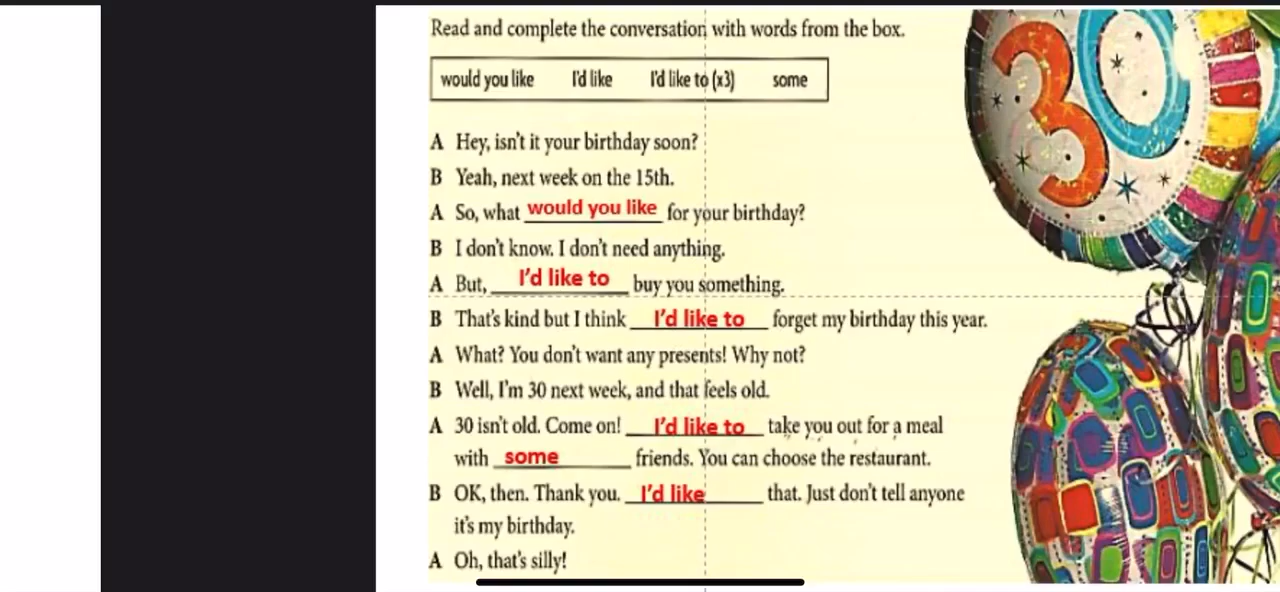 Read and complete the conversation with words from the box.
would you like I'd like I'd like to (x3) some
A Hey, isn't it your birthday soon?
B Yeah, next week on the 15th.
A So, what would you like for your birthday?
B I don't know. I don't need anything.
A But, I'd like to buy you something.
B That's kind but I think I'd like to forget my birthday this year.
A What? You don't want any presents! Why not?
B Well, I'm 30 next week, and that feels old.
A 30 isn't old. Come on! I'd like to take you out for a meal
with some friends. You can choose the restaurant.
B OK, then. Thank you. I'd like that. Just don't tell anyone
it's my birthday.
A Oh, that's silly!
30